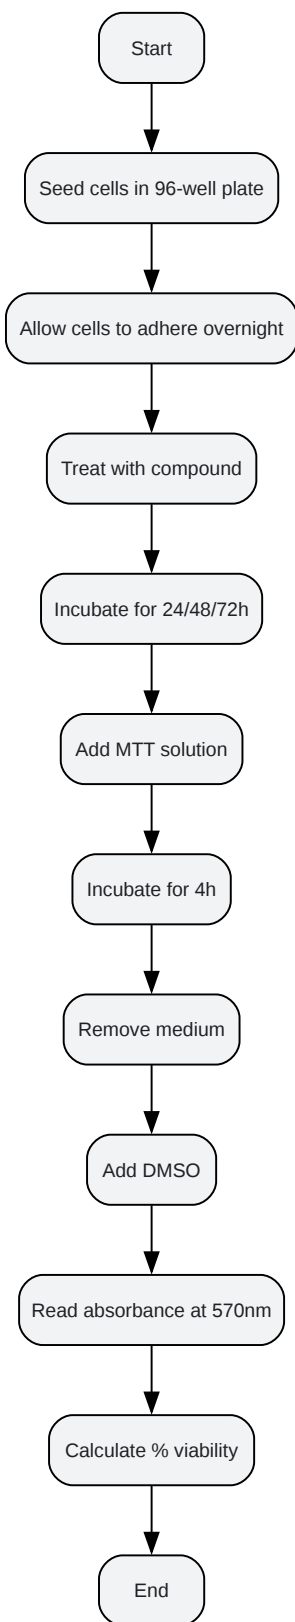 Start
Seed cells in 96-well plate
Allow cells to adhere overnight
Treat with compound
Incubate for 24/48/72h
Add MTT solution
Incubate for 4h
Remove medium
Add DMSO
Read absorbance at 570nm
Calculate % viability
End